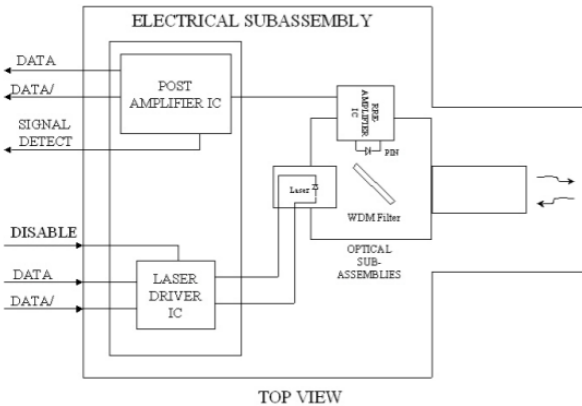 ELECTRICAL SUBASSEMBLY
DATA
DATA/
SIGNAL
DETECT
POST
AMPLIFIER IC
PRE
AMPLIFIER
IC
PIN
Laser
WDM Filter
OPTICAL
SUB-
ASSEMBLIES
DISABLE
DATA
DATA/
LASER
DRIVER
IC
TOP VIEW